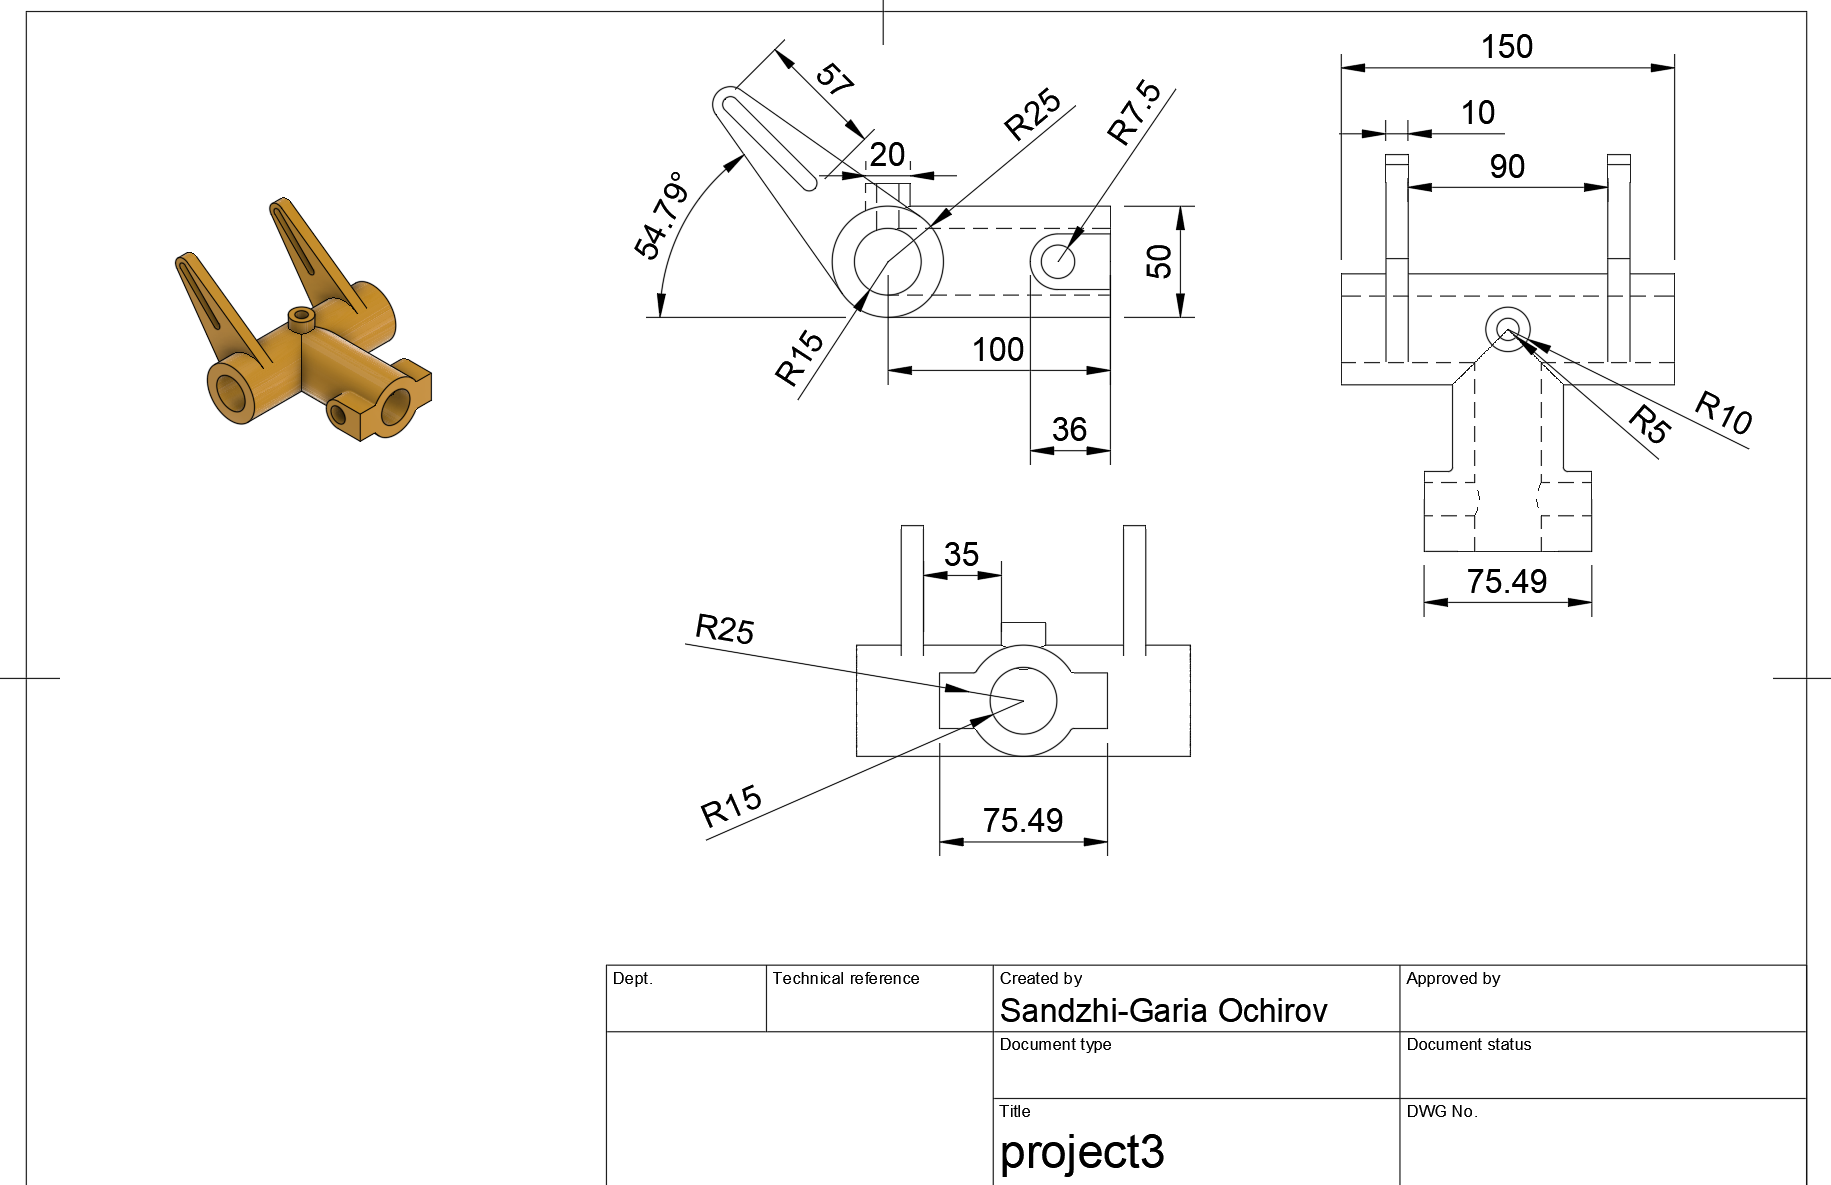 57
R25
R7.5
20
54.79°
50
R15
100
36
150
10
90
R10
R5
75.49
35
R25
R15
75.49
Dept.
Technical reference
Created by
Approved by
Sandzhi-Garia Ochirov
Document type
Document status
Title
DWG No.
project3